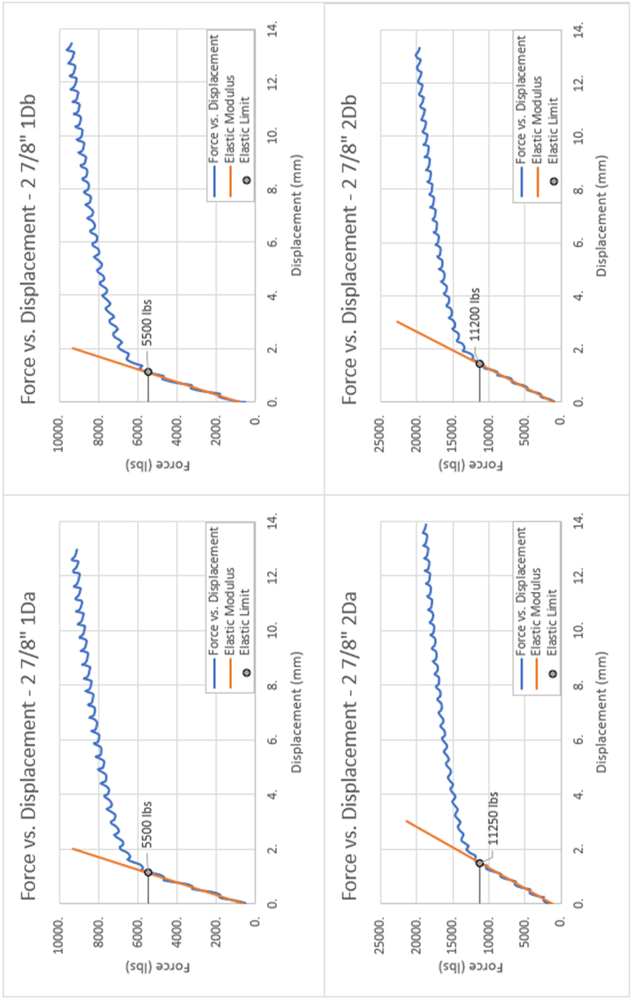 Force vs. Displacement - 2 7/8" 1Da
10000.
8000.
6000.
4000.
2000.
0.
Force (lbs)
0.
2.
4.
6.
8.
10.
12.
14.
Displacement (mm)
5500 lbs
Force vs. Displacement
Elastic Modulus
Elastic Limit
Force vs. Displacement - 2 7/8" 1Db
10000.
8000.
6000.
4000.
2000.
0.
Force (lbs)
0.
2.
4.
6.
8.
10.
12.
14.
Displacement (mm)
5500 lbs
Force vs. Displacement
Elastic Modulus
Elastic Limit
Force vs. Displacement - 2 7/8" 2Da
25000.
20000.
15000.
10000.
5000.
0.
Force (lbs)
0.
2.
4.
6.
8.
10.
12.
14.
Displacement (mm)
11250 lbs
Force vs. Displacement
Elastic Modulus
Elastic Limit
Force vs. Displacement - 2 7/8" 2Db
25000.
20000.
15000.
10000.
5000.
0.
Force (lbs)
0.
2.
4.
6.
8.
10.
12.
14.
Displacement (mm)
11200 lbs
Force vs. Displacement
Elastic Modulus
Elastic Limit